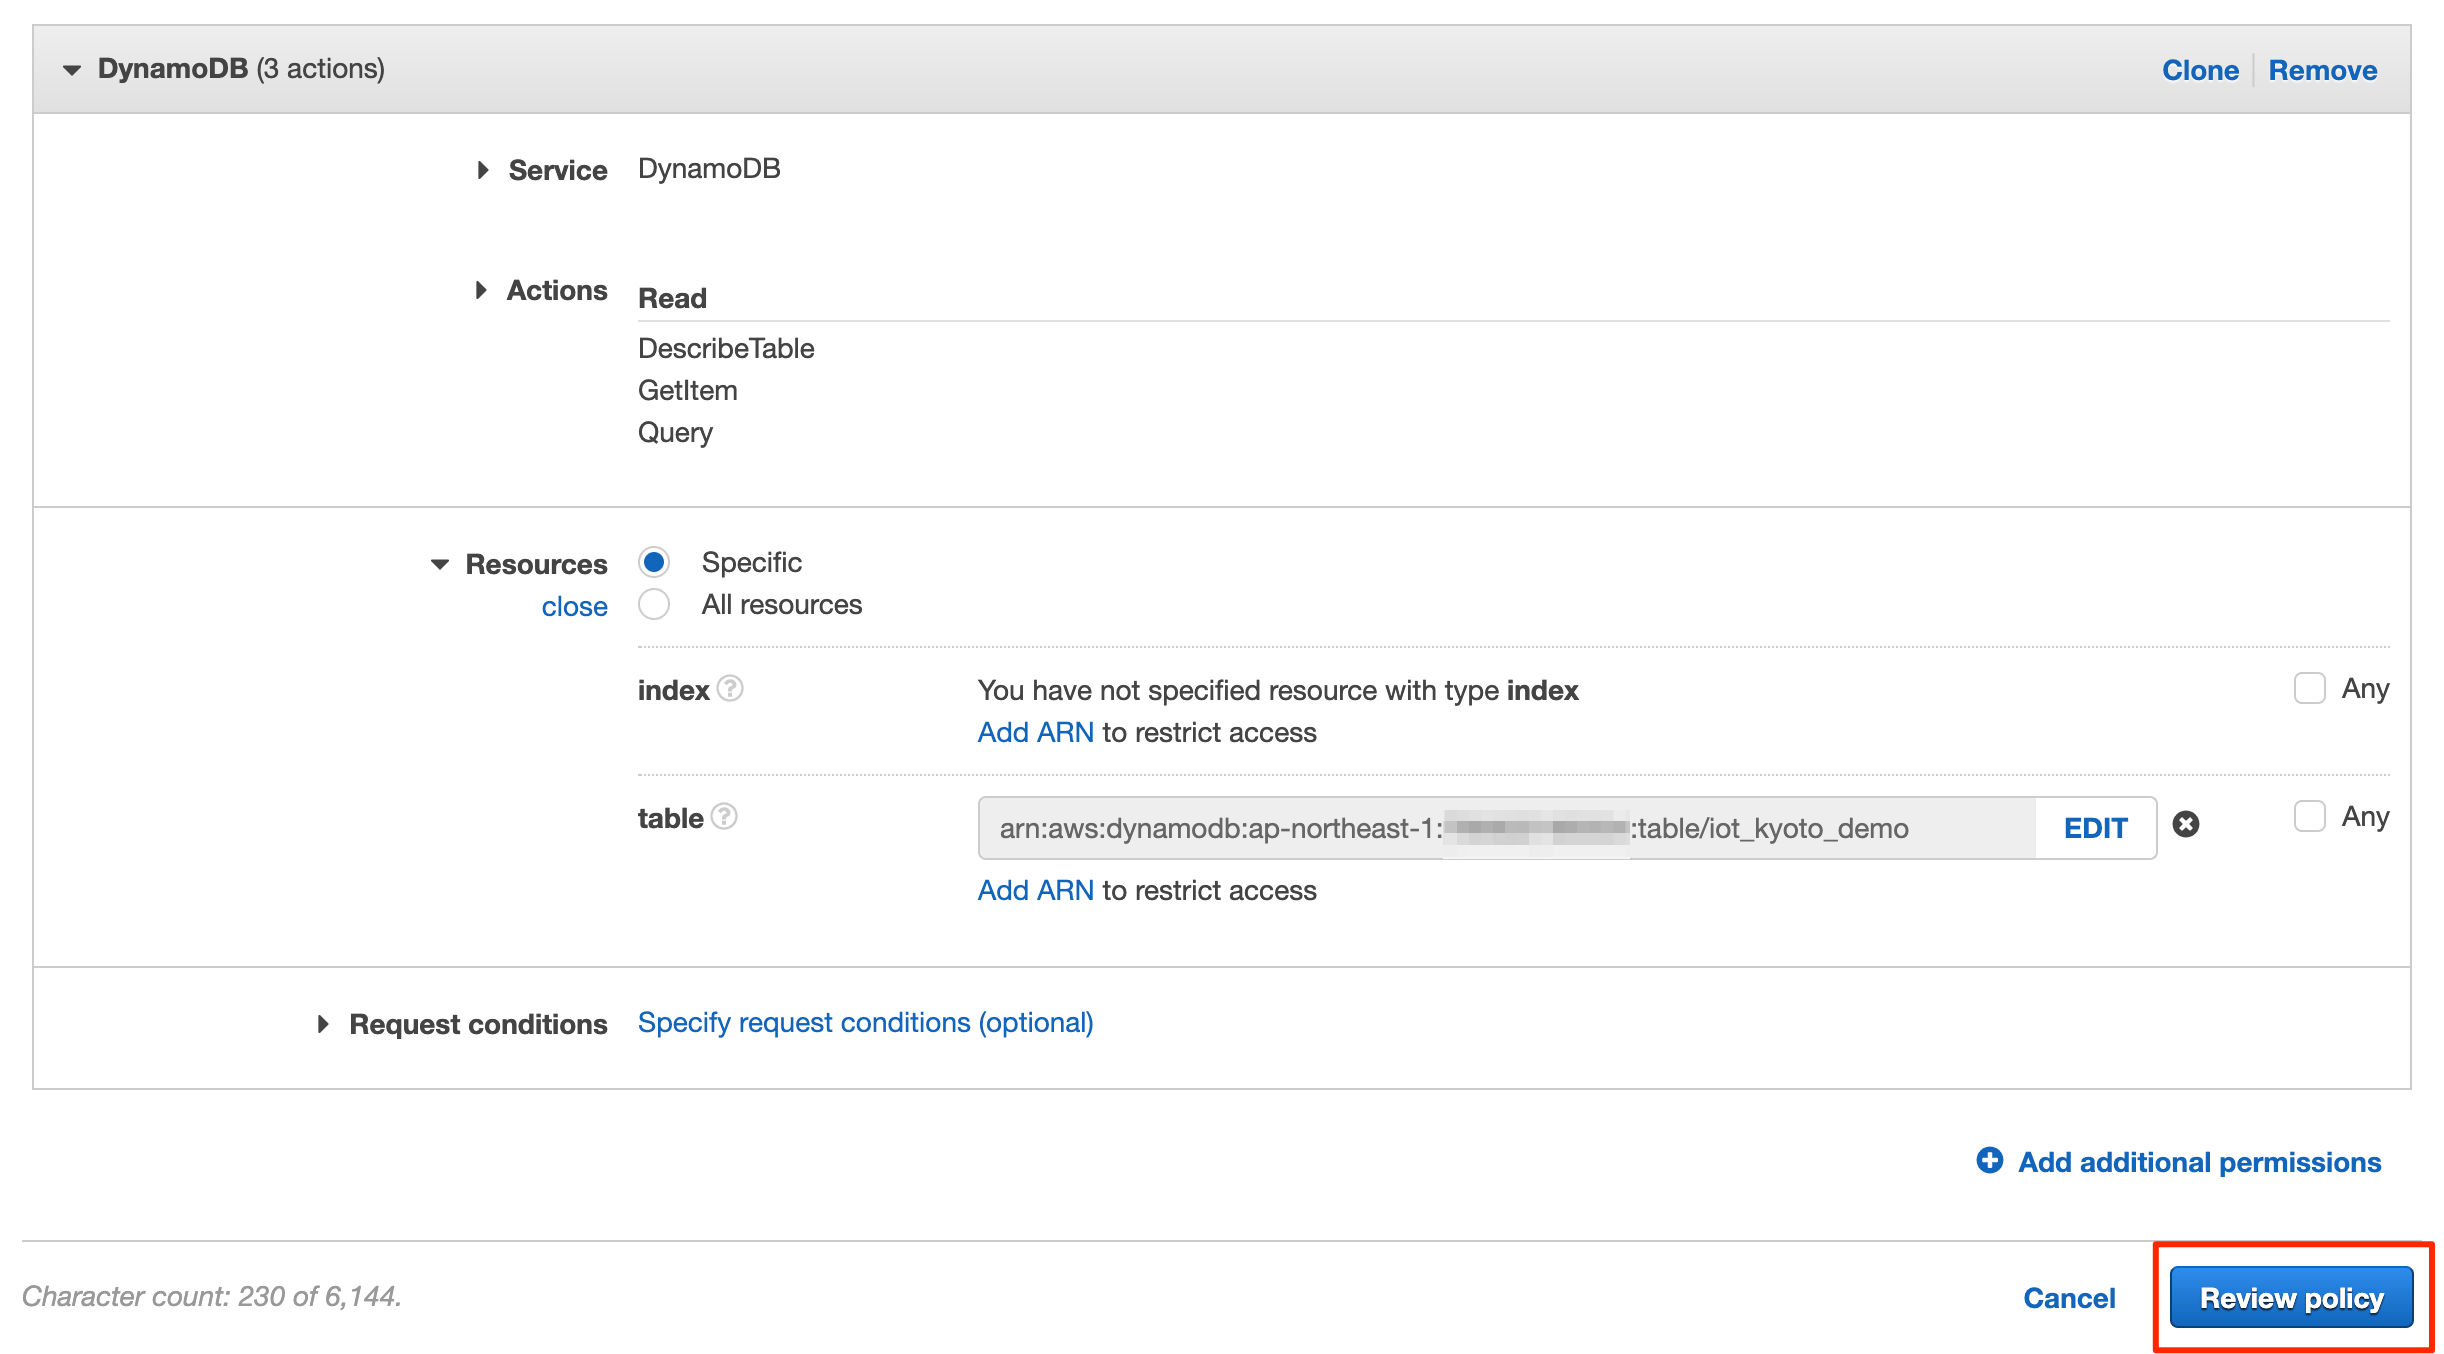 DynamoDB (3 actions) Clone Remove
Service DynamoDB
Actions Read
DescribeTable
GetItem
Query
Resources Specific
close All resources
index ? You have not specified resource with type index Any
Add ARN to restrict access
table ? arn:aws:dynamodb:ap-northeast-1: :table/iot_kyoto_demo EDIT Any
Add ARN to restrict access
Request conditions Specify request conditions (optional)
Add additional permissions
Character count: 230 of 6,144. Cancel Review policy